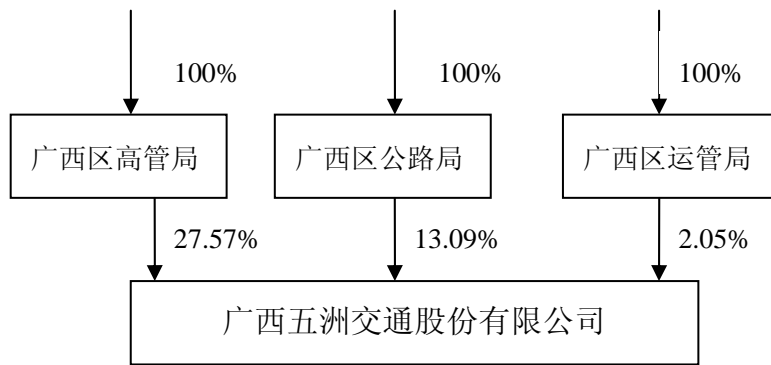 100% 100% 100%
广西区高管局 广西区公路局 广西区运管局
27.57% 13.09% 2.05%
广西五洲交通股份有限公司